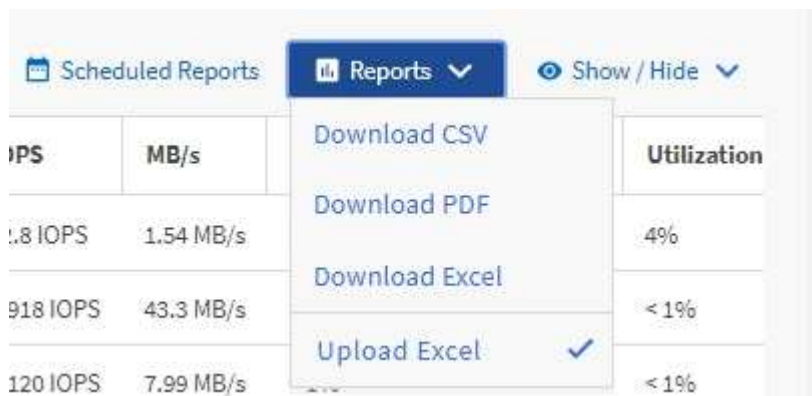 Scheduled Reports Reports Show / Hide
MB/s Utilization
Download CSV
1.54 MB/s 4%
Download PDF
Download Excel
918 IOPS 43.3 MB/s < 1%
Upload Excel
120 IOPS 7.99 MB/s < 1%